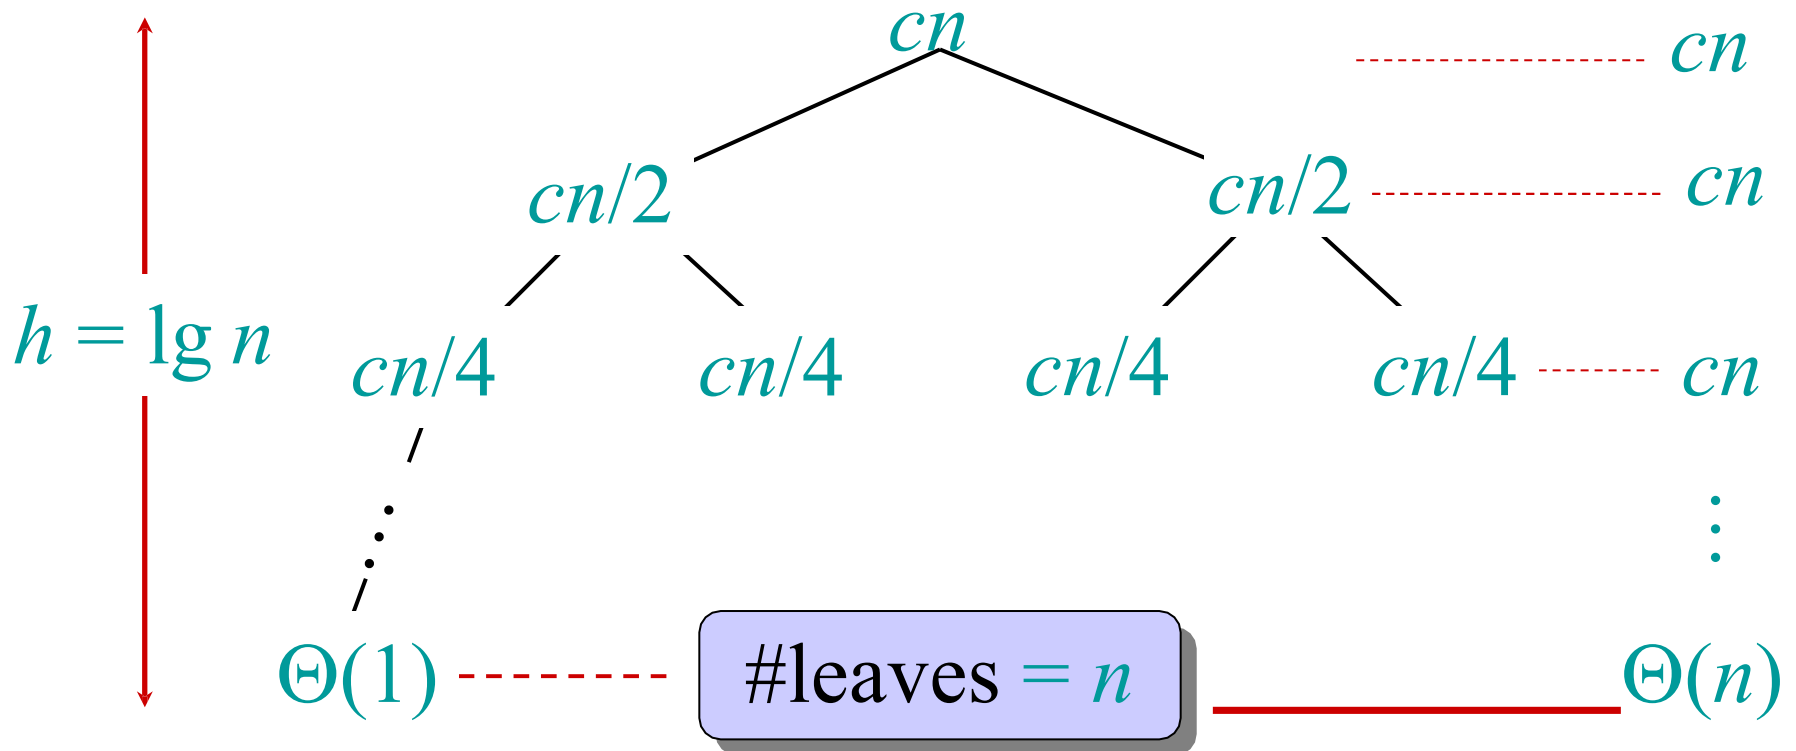 cn
cn
cn/2
cn/2
cn
h = lg n
cn/4
cn/4
cn/4
cn/4
cn
Θ(1)
#leaves = n
Θ(n)